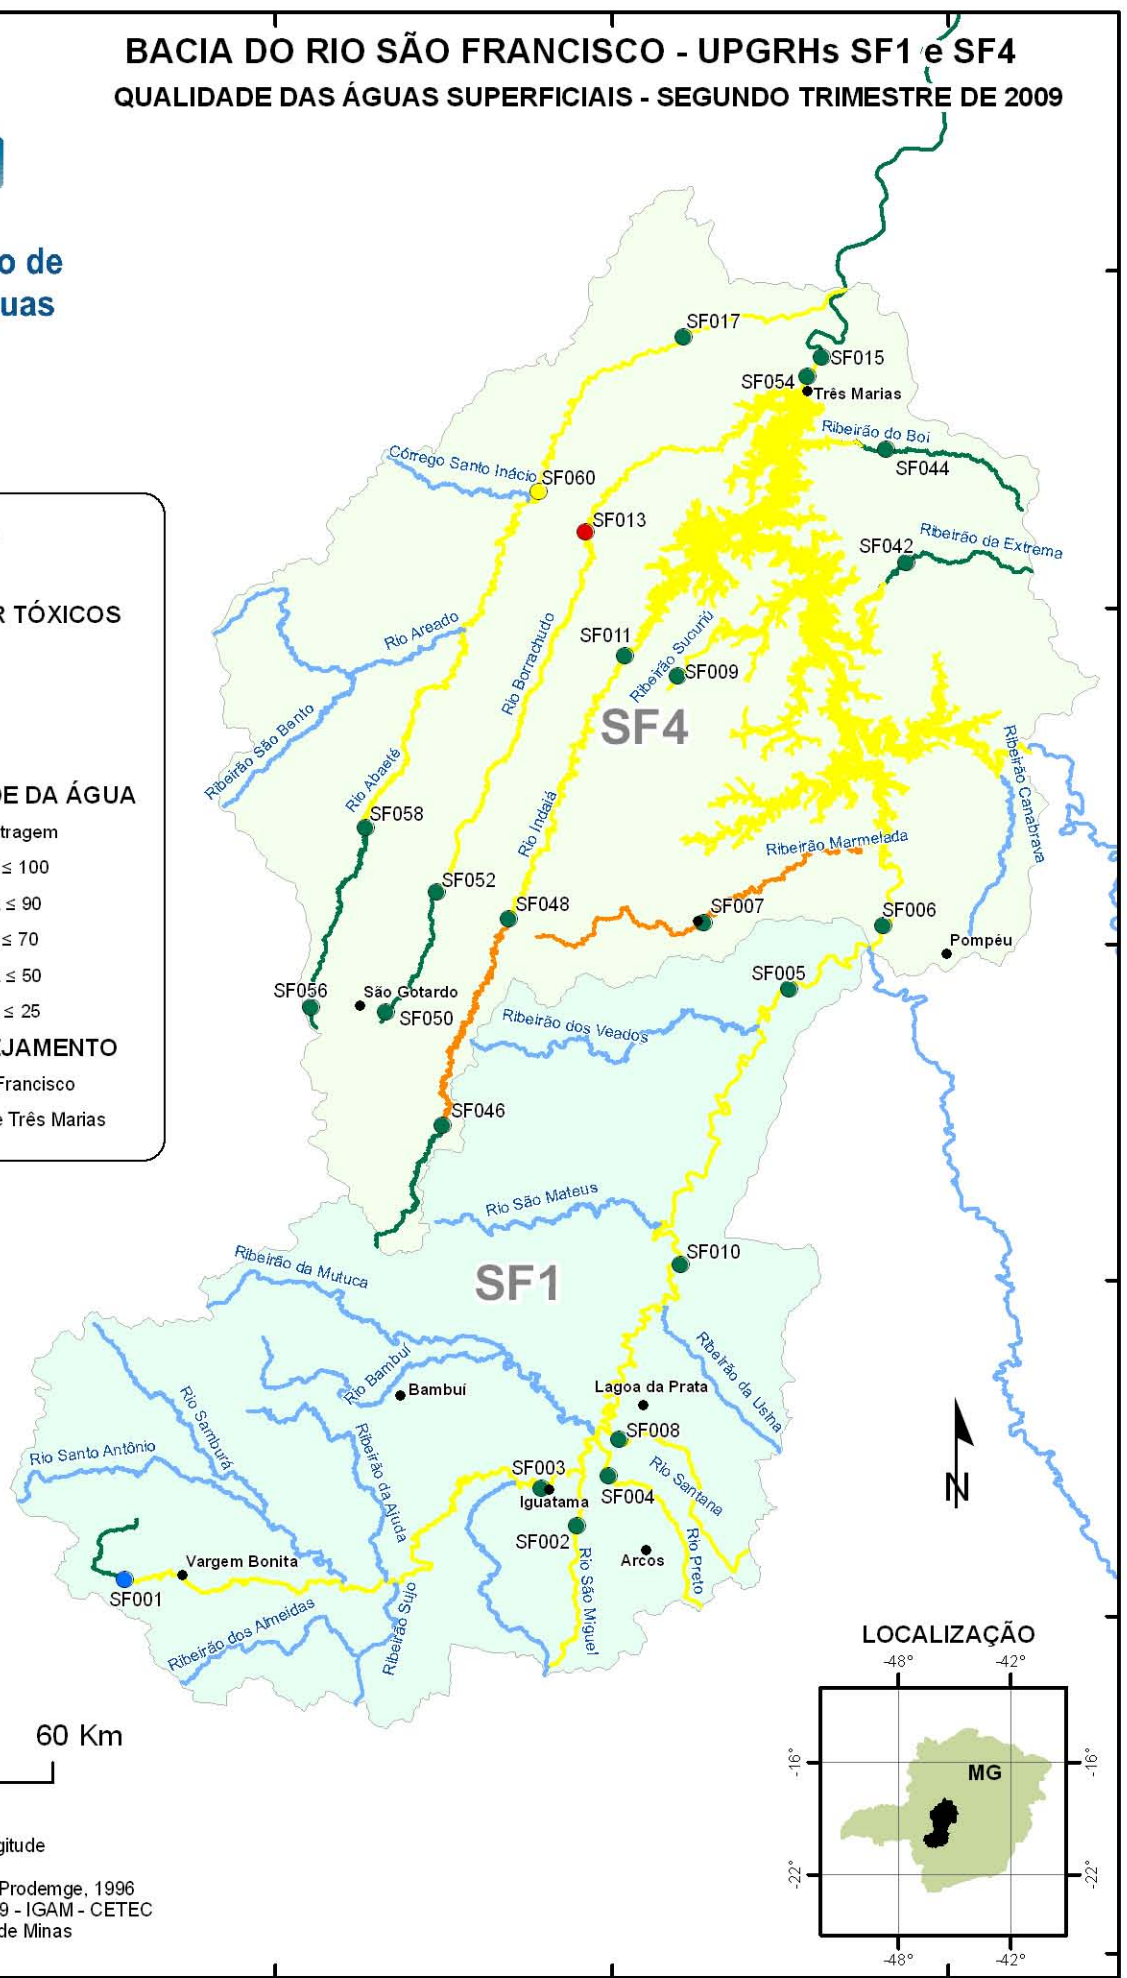 BACIA DO RIO SÃO FRANCISCO - UPGRHs SF1 e SF4
QUALIDADE DAS ÁGUAS SUPERFICIAIS - SEGUNDO TRIMESTRE DE 2009
o de
uas
SF017
SF015
SF054
Três Marias
Ribeirão do Boi
SF044
Córrego Santo Inácio
SF060
SF013
SF042
Ribeirão da Extrema
R TÓXICOS
Rio Areado
Rio Borrachudo
SF011
Ribeirão Sucuriú
SF009
SF4
Ribeirão São Bento
Ribeirão Canabrava
Rio Abaeté
DE DA ÁGUA
SF058
Rio Indaiá
tragem
Ribeirão Marmelada
≤ 100
SF052
≤ 90
SF048
SF007
SF006
≤ 70
Pompéu
≤ 50
SF005
SF056
São Gotardo
SF050
≤ 25
Ribeirão dos Veados
EJAMENTO
Francisco
SF046
e Três Marias
Rio São Mateus
SF010
Ribeirão da Mutuca
SF1
Rio Bambuí
Bambuí
Ribeirão da Usina
Lagoa da Prata
Rio Samburá
SF008
Rio Santo Antônio
Ribeirão da Ajuda
SF003
Rio Santana
Iguatama
SF004
SF002
Arcos
Rio Preto
Vargem Bonita
SF001
Rio São Miguel
Ribeirão Sujo
Ribeirão dos Almeidas
N
LOCALIZAÇÃO
-48°
-42°
60 Km
-16°
-16°
MG
gitude
-22°
-22°
Prodemge, 1996
9 - IGAM - CETEC
de Minas
-48°
-42°